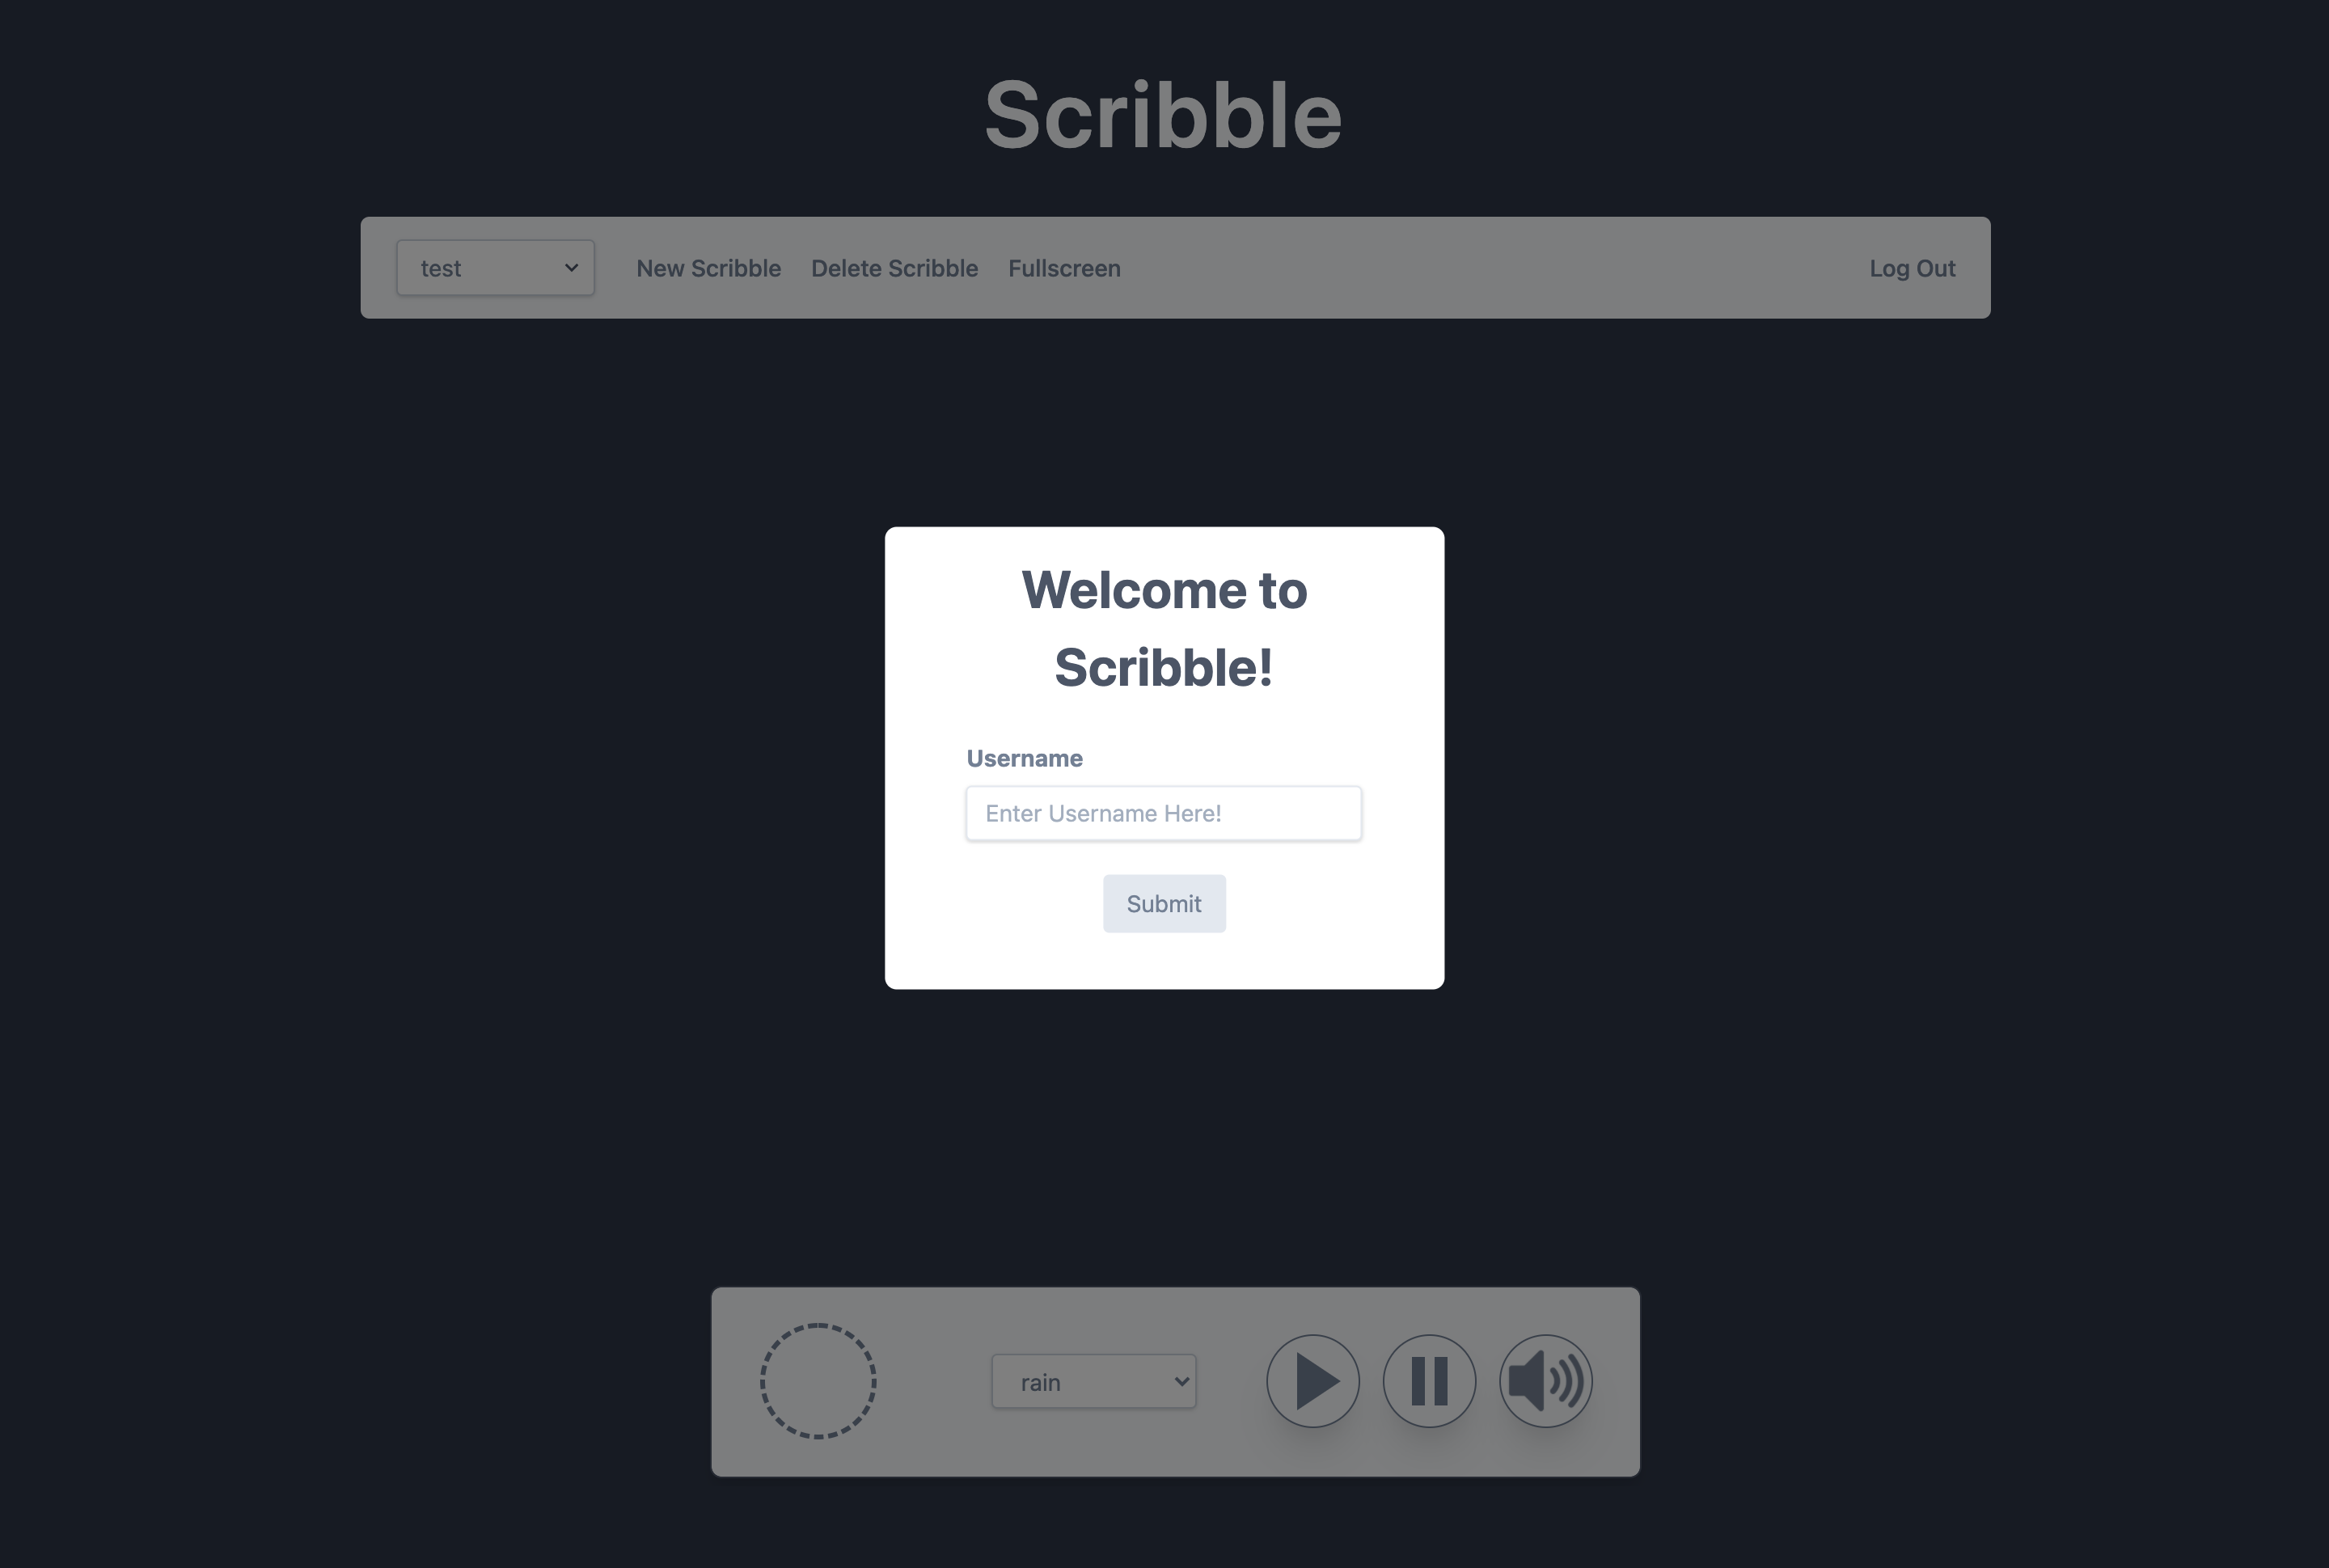 Scribble
test New Scribble Delete Scribble Fullscreen Log Out
Welcome to
Scribble!
Username
Enter Username Here!
Submit
rain